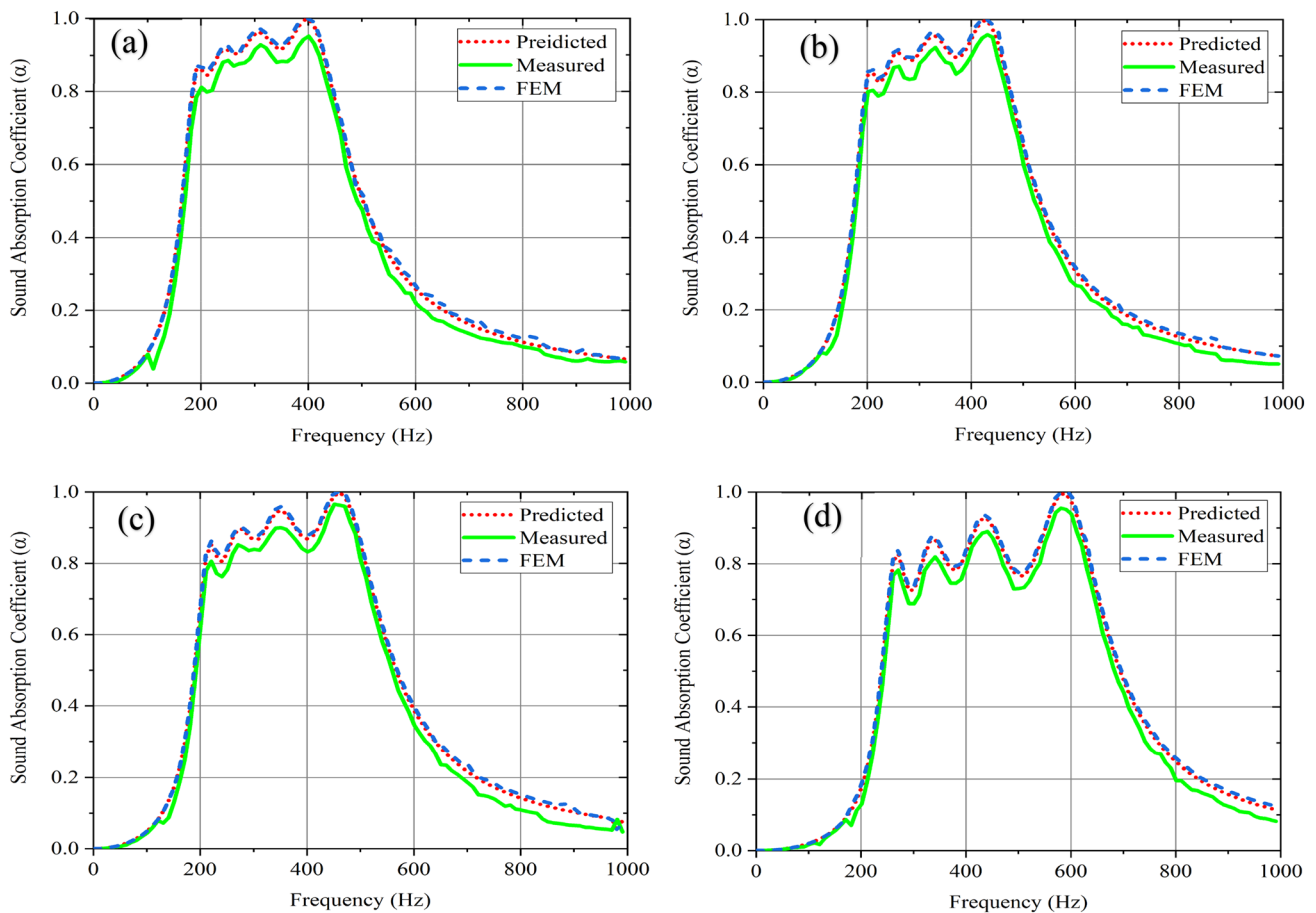 (a)
Preidicted
Measured
FEM
Sound Absorption Coefficient (α)
1.0
0.8
0.6
0.4
0.2
0.0
0 200 400 600 800 1000
Frequency (Hz)
(b)
Predicted
Measured
FEM
Sound Absorption Coefficient (α)
1.0
0.8
0.6
0.4
0.2
0.0
0 200 400 600 800 1000
Frequency (Hz)
(c)
Predicted
Measured
FEM
Sound Absorption Coefficient (α)
1.0
0.8
0.6
0.4
0.2
0.0
0 200 400 600 800 1000
Frequency (Hz)
(d)
Predicted
Measured
FEM
Sound Absorption Coefficient (α)
1.0
0.8
0.6
0.4
0.2
0.0
0 200 400 600 800 1000
Frequency (Hz)